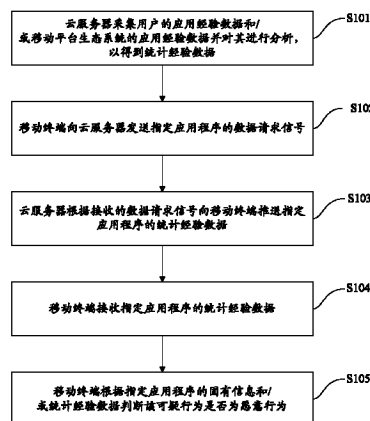 云服务器采集用户的应用经验数据和/
或移动平台生态系统的应用经验数据并对其进行分析，
以得到统计经验数据
S101
移动终端向云服务器发送指定应用程序的数据请求信号
S102
云服务器根据接收的数据请求信号向移动终端推送指定
应用程序的统计经验数据
S103
移动终端接收指定应用程序的统计经验数据
S104
移动终端根据指定应用程序的固有信息和/
或统计经验数据判断该可疑行为是否为恶意行为
S105